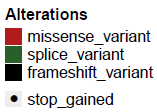 Alterations
missense_variant
splice_variant
frameshift_variant
stop_gained